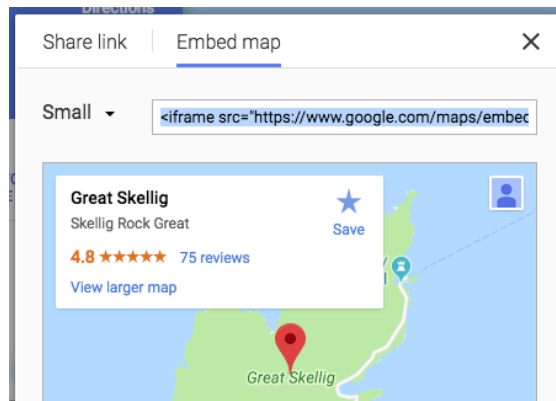 Directions
Share link Embed map
Small
<iframe src="https://www.google.com/maps/embed
Great Skellig
Skellig Rock Great
Save
4.8 75 reviews
View larger map
Great Skellig